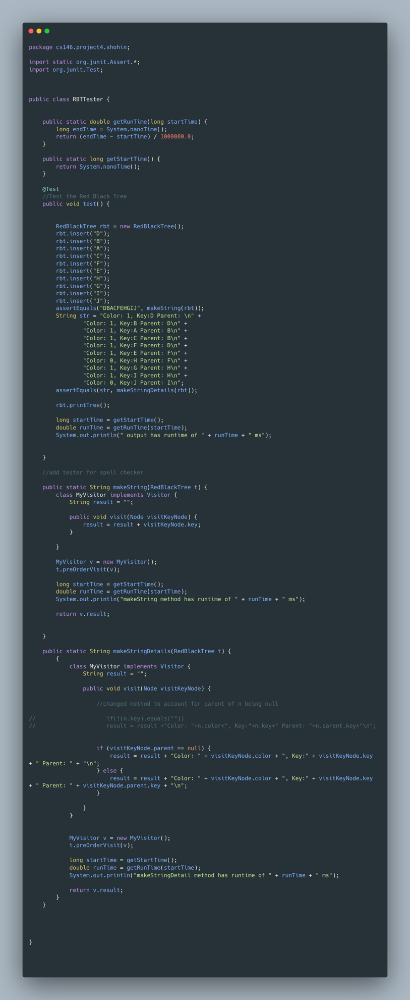 package cs146.project4.shohin;
import static org.junit.Assert.*;
import org.junit.Test;
public class RBTTester {
public static double getRunTime(long startTime) {
long endTime = System.nanoTime();
return (endTime - startTime) / 1000000.0;
}
public static long getStartTime() {
return System.nanoTime();
}
@Test
//Test the Red Black Tree
public void test() {
RedBlackTree rbt = new RedBlackTree();
rbt.insert("D");
rbt.insert("B");
rbt.insert("A");
rbt.insert("C");
rbt.insert("F");
rbt.insert("E");
rbt.insert("H");
rbt.insert("G");
rbt.insert("I");
rbt.insert("J");
assertEquals("DBACFEHGIJ", makeString(rbt));
String str = "Color: 1, Key:D Parent: \n" +
"Color: 1, Key:B Parent: D\n" +
"Color: 1, Key:A Parent: B\n" +
"Color: 1, Key:C Parent: B\n" +
"Color: 1, Key:F Parent: D\n" +
"Color: 1, Key:E Parent: F\n" +
"Color: 0, Key:H Parent: F\n" +
"Color: 1, Key:G Parent: H\n" +
"Color: 1, Key:I Parent: H\n" +
"Color: 0, Key:J Parent: I\n";
assertEquals(str, makeStringDetails(rbt));
rbt.printTree();
long startTime = getStartTime();
double runTime = getRunTime(startTime);
System.out.println(" output has runtime of " + runTime + " ms");
}
//add tester for spell checker
public static String makeString(RedBlackTree t) {
class MyVisitor implements Visitor {
String result = "";
public void visit(Node visitKeyNode) {
result = result + visitKeyNode.key;
}
}
MyVisitor v = new MyVisitor();
t.preOrderVisit(v);
long startTime = getStartTime();
double runTime = getRunTime(startTime);
System.out.println("makeString method has runtime of " + runTime + " ms");
return v.result;
}
public static String makeStringDetails(RedBlackTree t) {
{
class MyVisitor implements Visitor {
String result = "";
public void visit(Node visitKeyNode) {
//changed method to account for parent of n being null
// if(!(n.key).equals(""))
// result = result +"Color: "+n.color+", Key:"+n.key+" Parent: "+n.parent.key+"\n";
if (visitKeyNode.parent == null) {
result = result + "Color: " + visitKeyNode.color + ", Key:" + visitKeyNode.key
+ " Parent: " + "\n";
} else {
result = result + "Color: " + visitKeyNode.color + ", Key:" + visitKeyNode.key
+ " Parent: " + visitKeyNode.parent.key + "\n";
}
}
}
MyVisitor v = new MyVisitor();
t.preOrderVisit(v);
long startTime = getStartTime();
double runTime = getRunTime(startTime);
System.out.println("makeStringDetail method has runtime of " + runTime + " ms");
return v.result;
}
}
}